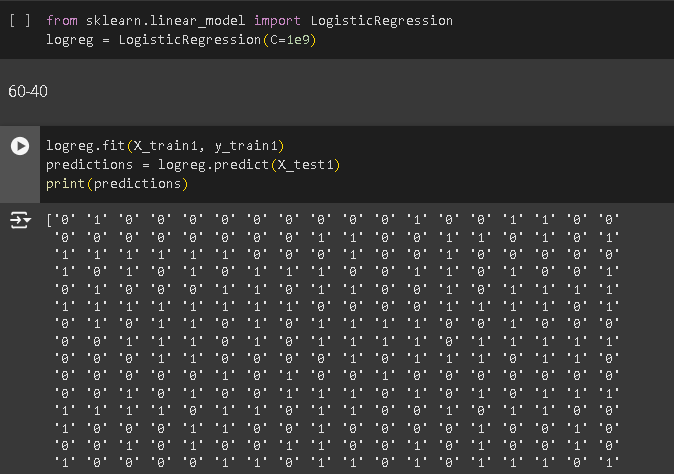 [ ] from sklearn.linear_model import LogisticRegression
logreg = LogisticRegression(C=1e9)
60-40
logreg.fit(X_train1, y_train1)
predictions = logreg.predict(X_test1)
print(predictions)
['0' '1' '0' '0' '0' '0' '0' '0' '0' '0' '0' '1' '0' '0' '1' '1' '0' '0'
'0' '0' '0' '0' '0' '0' '0' '0' '1' '1' '0' '0' '1' '1' '0' '1' '0' '1'
'1' '1' '1' '1' '1' '1' '0' '0' '0' '1' '0' '0' '1' '0' '0' '0' '0' '0'
'1' '1' '0' '1' '0' '1' '1' '1' '0' '1' '0' '0' '1' '1' '1' '0' '0' '1'
'0' '1' '0' '1' '1' '0' '1' '0' '0' '1' '0' '0' '1' '1' '1' '1' '1' '1'
'1' '1' '1' '1' '1' '1' '1' '1' '0' '0' '0' '0' '0' '1' '1' '1' '1' '0'
'0' '1' '0' '1' '1' '1' '0' '1' '1' '1' '1' '1' '0' '0' '1' '0' '0' '0'
'0' '0' '1' '1' '1' '1' '1' '0' '1' '1' '0' '1' '0' '0' '1' '1' '1' '0'
'0' '0' '0' '1' '1' '0' '0' '0' '0' '1' '0' '1' '1' '1' '0' '1' '0' '0'
'0' '0' '0' '0' '0' '1' '0' '1' '0' '0' '1' '0' '0' '0' '0' '0' '0' '0'
'0' '0' '1' '0' '1' '0' '0' '0' '1' '0' '1' '0' '1' '0' '0' '1' '1' '1'
'1' '1' '1' '1' '0' '1' '1' '1' '0' '1' '1' '0' '0' '1' '0' '1' '1' '0'
'1' '0' '0' '0' '1' '1' '0' '1' '0' '0' '0' '0' '0' '1' '0' '0' '1' '0'
'0' '0' '1' '0' '1' '0' '0' '1' '1' '1' '0' '0' '1' '0' '1' '1' '0' '0'
'1' '0' '0' '0' '0' '1' '1' '1' '0' '1' '0' '1' '0' '1' '1' '1' '0' '1'